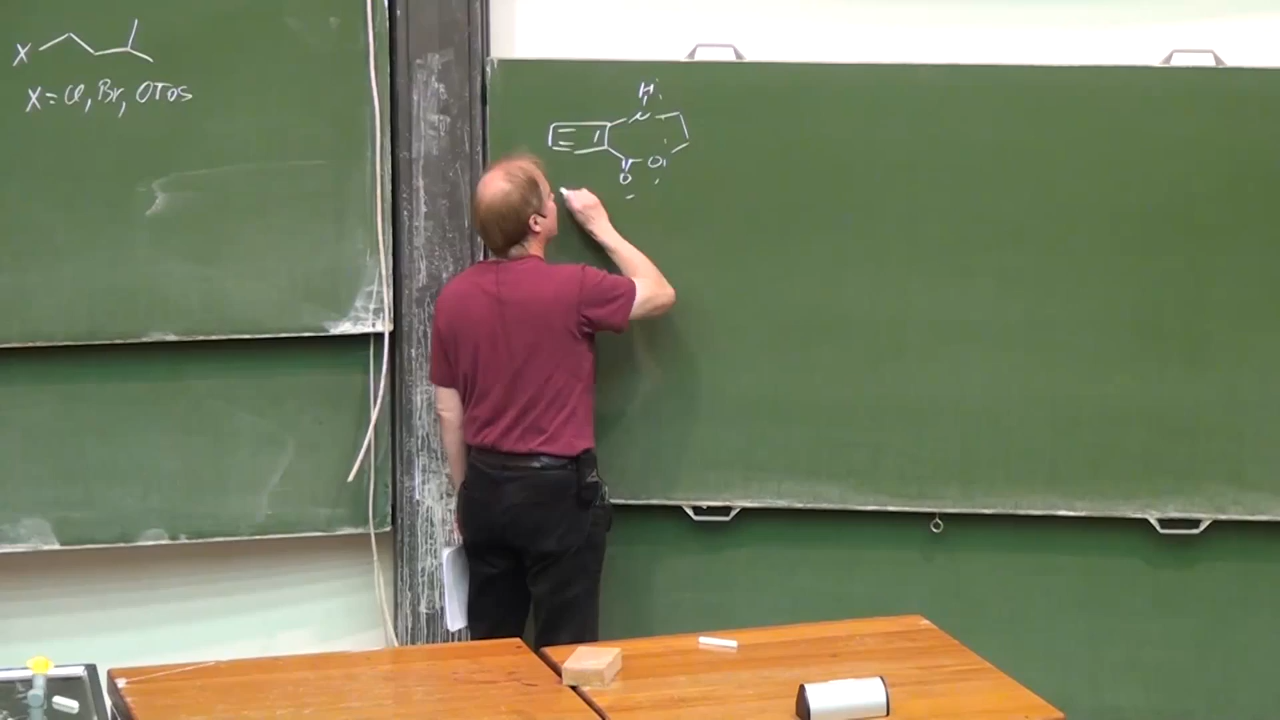 X
X = Cl, Br, OTos
H
N
O
O